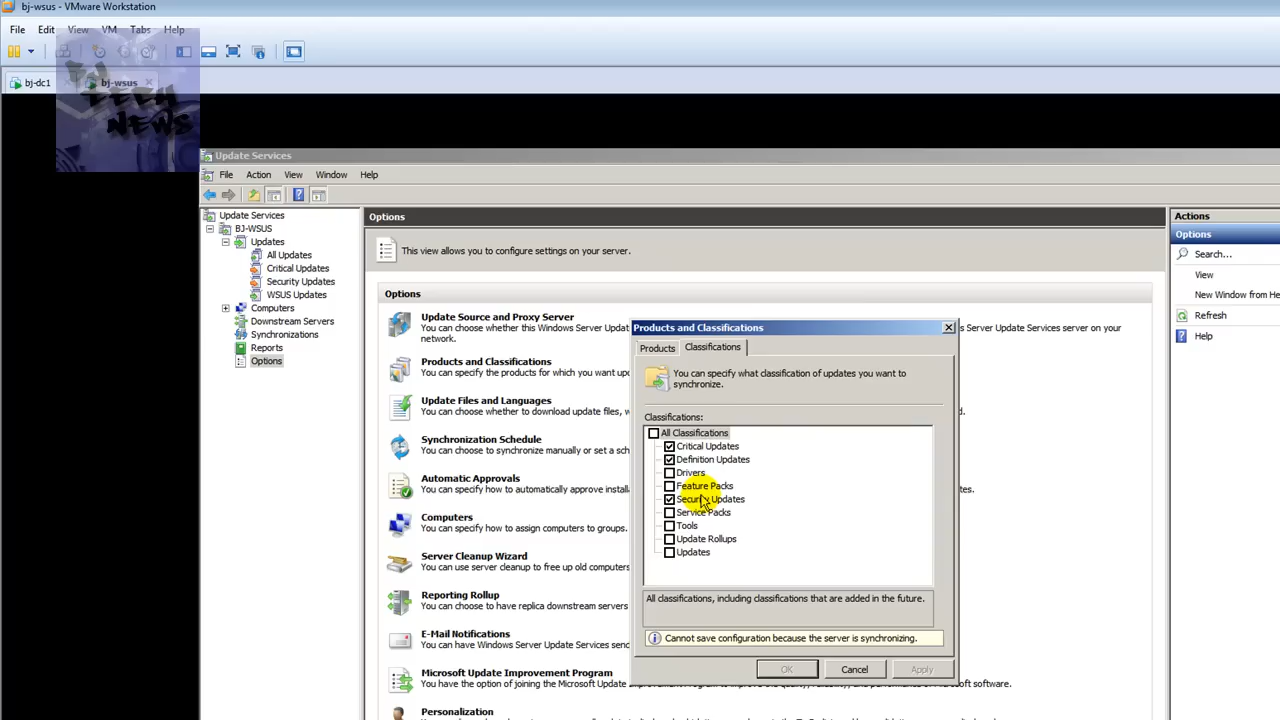 bj-wsus - VMware Workstation
File Edit View VM Tabs Help
bj-dc1 bj-wsus
BJ
TECH
NEWS
Update Services
File Action View Window Help
Update Services
BJ-WSUS
Updates
All Updates
Critical Updates
Security Updates
WSUS Updates
Computers
Downstream Servers
Synchronizations
Reports
Options
Options
This view allows you to configure settings on your server.
Options
Update Source and Proxy Server
You can choose whether this Windows Server Upda
s Server Update Services server on your
network.
Products and Classifications
You can specify the products for which you want up
Update Files and Languages
You can choose whether to download update files, w
d.
Synchronization Schedule
You can choose to synchronize manually or set a sch
Automatic Approvals
You can specify how to automatically approve instal
es.
Computers
You can specify how to assign computers to groups.
Server Cleanup Wizard
You can use server cleanup to free up old computers
Reporting Rollup
You can choose to have replica downstream servers
E-Mail Notifications
You can have Windows Server Update Services send
Microsoft Update Improvement Program
You have the option of joining the Microsoft Update
osoft software.
Personalization
Products and Classifications
Products Classifications
You can specify what classification of updates you want to
synchronize.
Classifications:
All Classifications
Critical Updates
Definition Updates
Drivers
Feature Packs
Security Updates
Service Packs
Tools
Update Rollups
Updates
All classifications, including classifications that are added in the future.
Cannot save configuration because the server is synchronizing.
OK Cancel Apply
Actions
Options
Search...
View
New Window from He
Refresh
Help